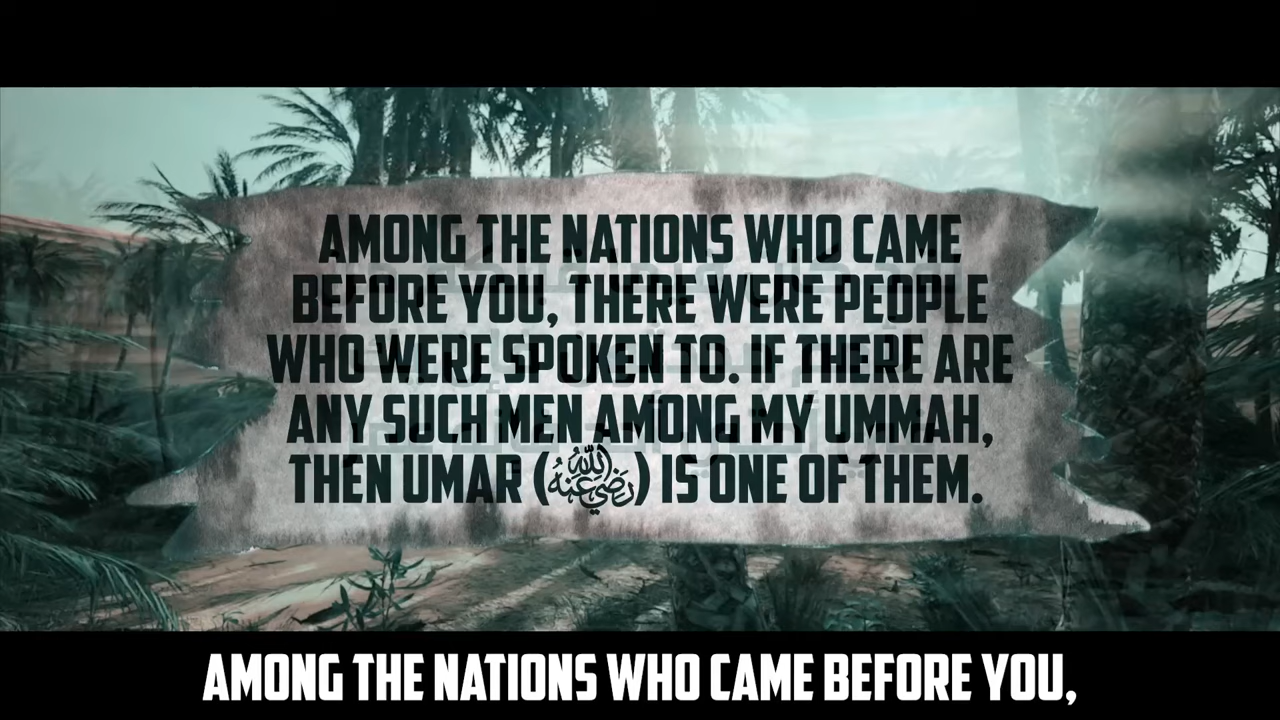 AMONG THE NATIONS WHO CAME
BEFORE YOU, THERE WERE PEOPLE
WHO WERE SPOKEN TO. IF THERE ARE
ANY SUCH MEN AMONG MY UMMAH,
THEN UMAR (رضي الله عنه) IS ONE OF THEM.
AMONG THE NATIONS WHO CAME BEFORE YOU,